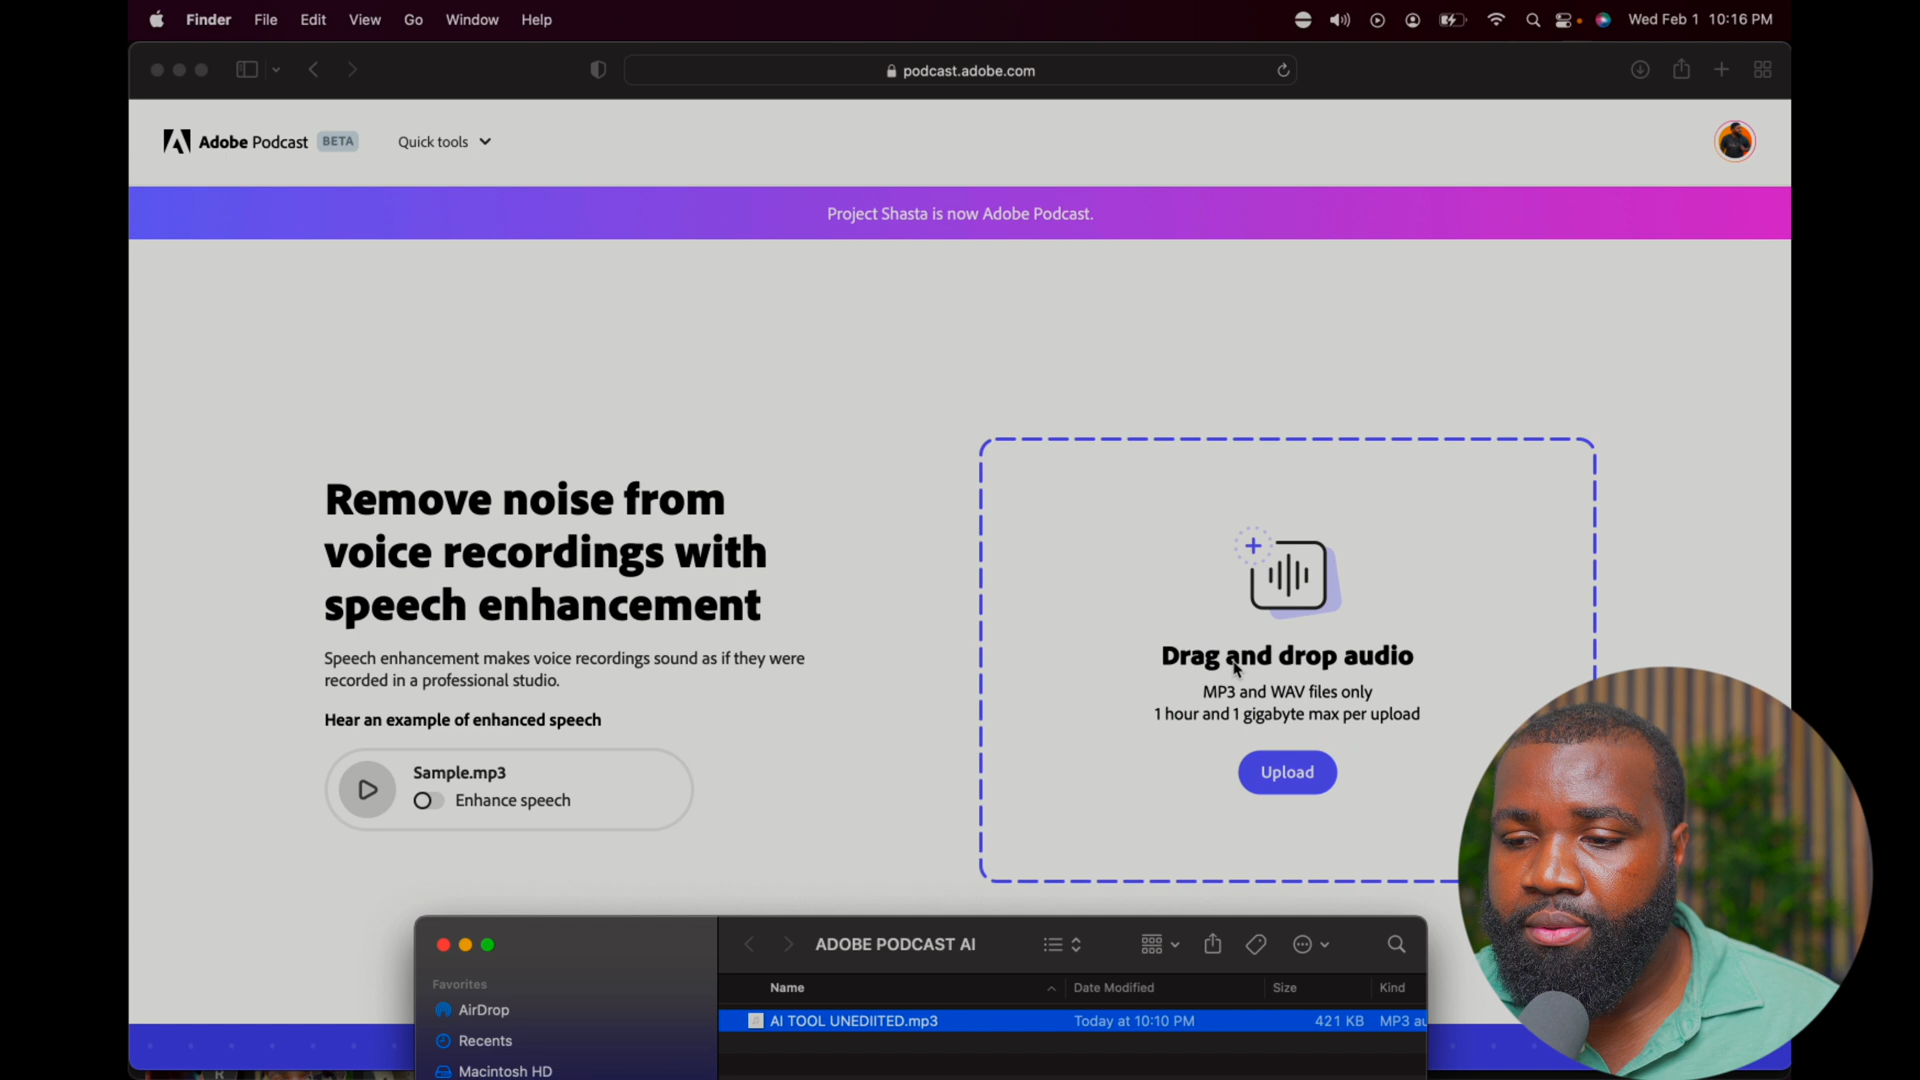 Finder File Edit View Go Window Help Wed Feb 1 10:16 PM
podcast.adobe.com
Adobe Podcast BETA Quick tools
Project Shasta is now Adobe Podcast.
Remove noise from
voice recordings with
speech enhancement
Speech enhancement makes voice recordings sound as if they were
recorded in a professional studio.
Hear an example of enhanced speech
Sample.mp3
Enhance speech
Drag and drop audio
MP3 and WAV files only
1 hour and 1 gigabyte max per upload
Upload
ADOBE PODCAST AI
Favorites
AirDrop
Recents
Macintosh HD
Name Date Modified Size Kind
AI TOOL UNEDIITED.mp3 Today at 10:10 PM 421 KB MP3 au